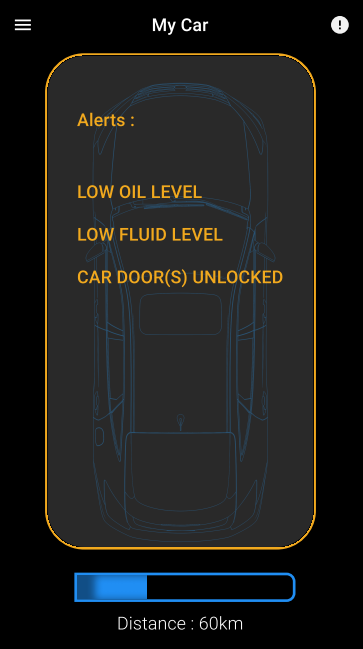 My Car
Alerts :
LOW OIL LEVEL
LOW FLUID LEVEL
CAR DOOR(S) UNLOCKED
Distance : 60km